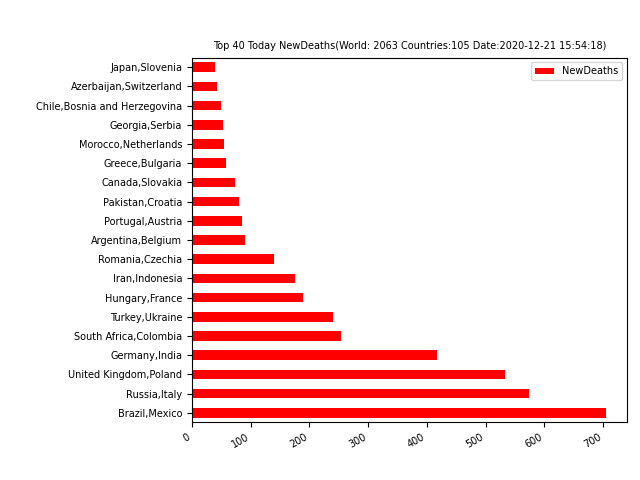 Top 40 Today NewDeaths(World: 2063 Countries:105 Date:2020-12-21 15:54:18)
NewDeaths
Japan,Slovenia
Azerbaijan,Switzerland
Chile,Bosnia and Herzegovina
Georgia,Serbia
Morocco,Netherlands
Greece,Bulgaria
Canada,Slovakia
Pakistan,Croatia
Portugal,Austria
Argentina,Belgium
Romania,Czechia
Iran,Indonesia
Hungary,France
Turkey,Ukraine
South Africa,Colombia
Germany,India
United Kingdom,Poland
Russia,Italy
Brazil,Mexico
0 100 200 300 400 500 600 700